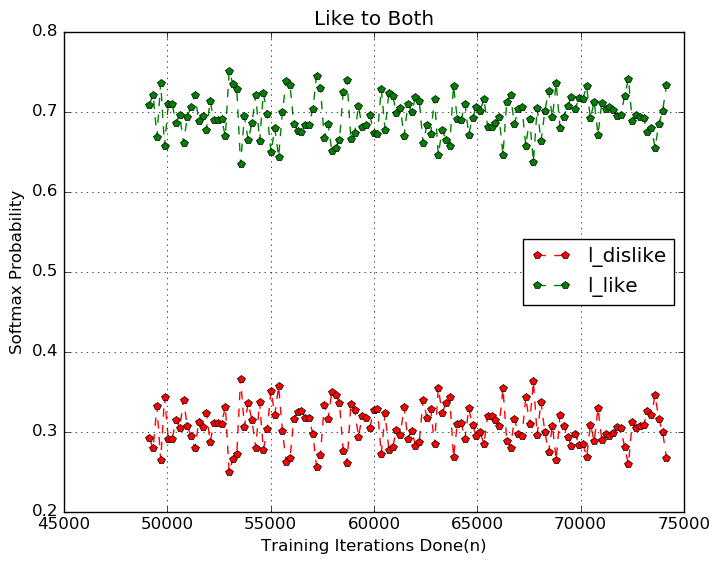 Like to Both
0.8
0.7
0.6
0.5
0.4
0.3
0.2
Softmax Probability
l_dislike
l_like
45000 50000 55000 60000 65000 70000 75000
Training Iterations Done(n)